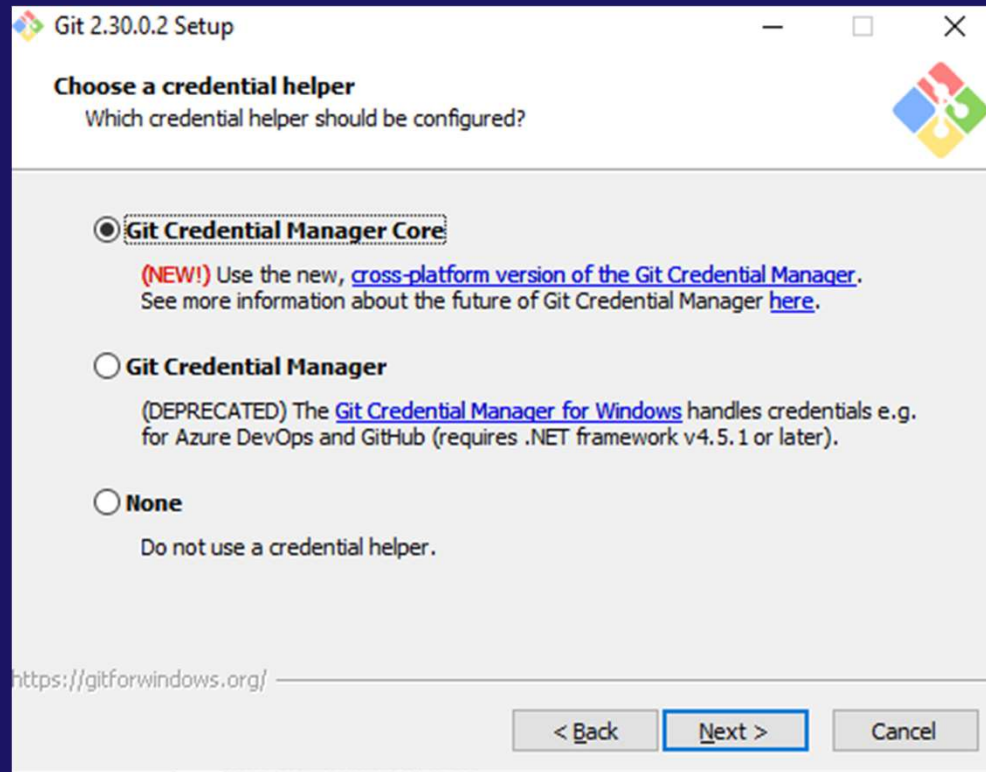 Git 2.30.0.2 Setup
Choose a credential helper
Which credential helper should be configured?
Git Credential Manager Core
(NEW!) Use the new, cross-platform version of the Git Credential Manager.
See more information about the future of Git Credential Manager here.
Git Credential Manager
(DEPRECATED) The Git Credential Manager for Windows handles credentials e.g.
for Azure DevOps and GitHub (requires .NET framework v4.5.1 or later).
None
Do not use a credential helper.
https://gitforwindows.org/
< Back Next > Cancel